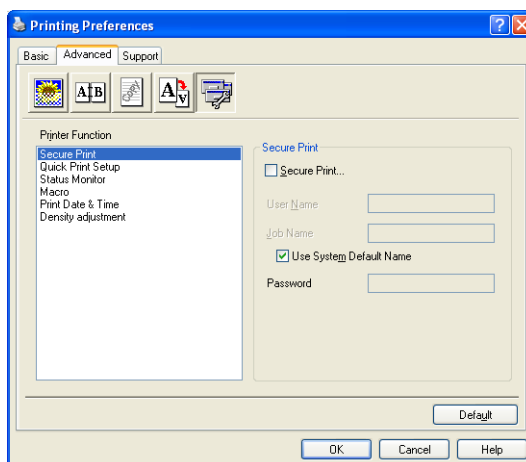 Printing Preferences
Basic
Advanced
Support
A B
A
A
Printer Function
Secure Print
Quick Print Setup
Status Monitor
Macro
Print Date & Time
Density adjustment
Secure Print
Secure Print...
User Name
Job Name
Use System Default Name
Password
Default
OK
Cancel
Help